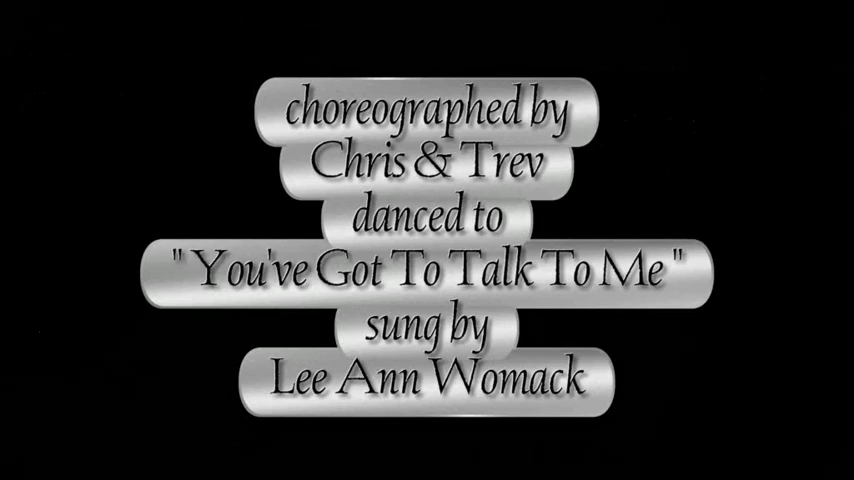 choreographed by
Chris & Trev
danced to
" You've Got To Talk To Me "
sung by
Lee Ann Womack